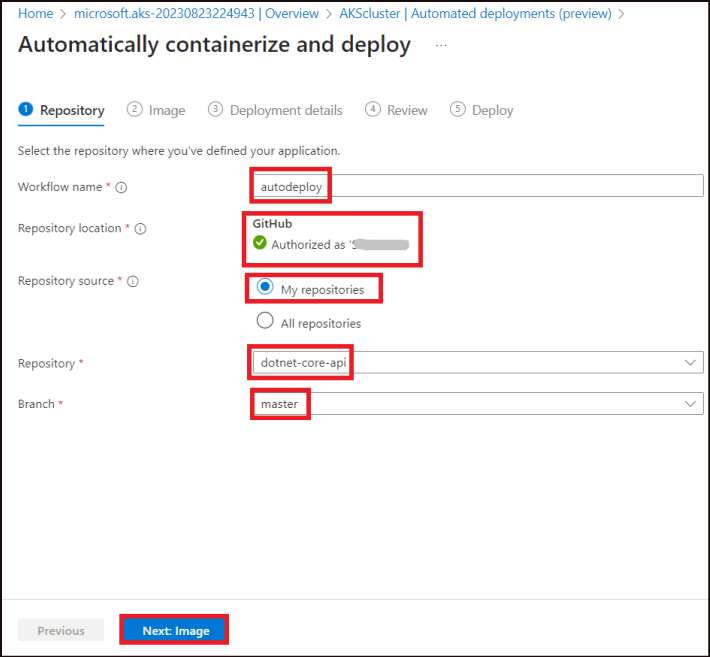 Home > microsoft.aks-20230823224943 | Overview > AKScluster | Automated deployments (preview) >
Automatically containerize and deploy ...
1 Repository 2 Image 3 Deployment details 4 Review 5 Deploy
Select the repository where you've defined your application.
Workflow name * autodeploy
Repository location * GitHub
Authorized as
Repository source * My repositories
All repositories
Repository * dotnet-core-api
Branch * master
Previous Next: Image